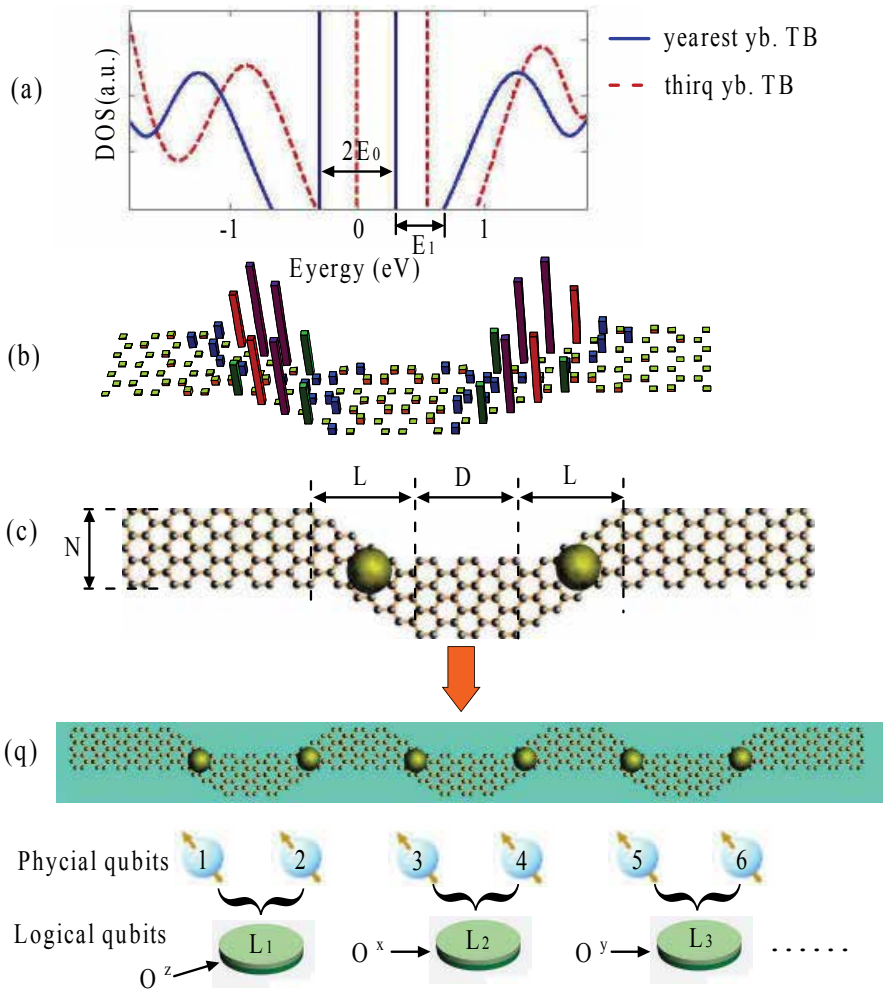 (a)
DOS(a.u.)
yearest yb. TB
thirq yb. TB
2E0
-1
0
1
E1
Eyergy (eV)
(b)
L
D
L
(c)
N
(q)
Phycial qubits
1
2
3
4
5
6
Logical qubits
L1
L2
L3
O z
O x
O y
......